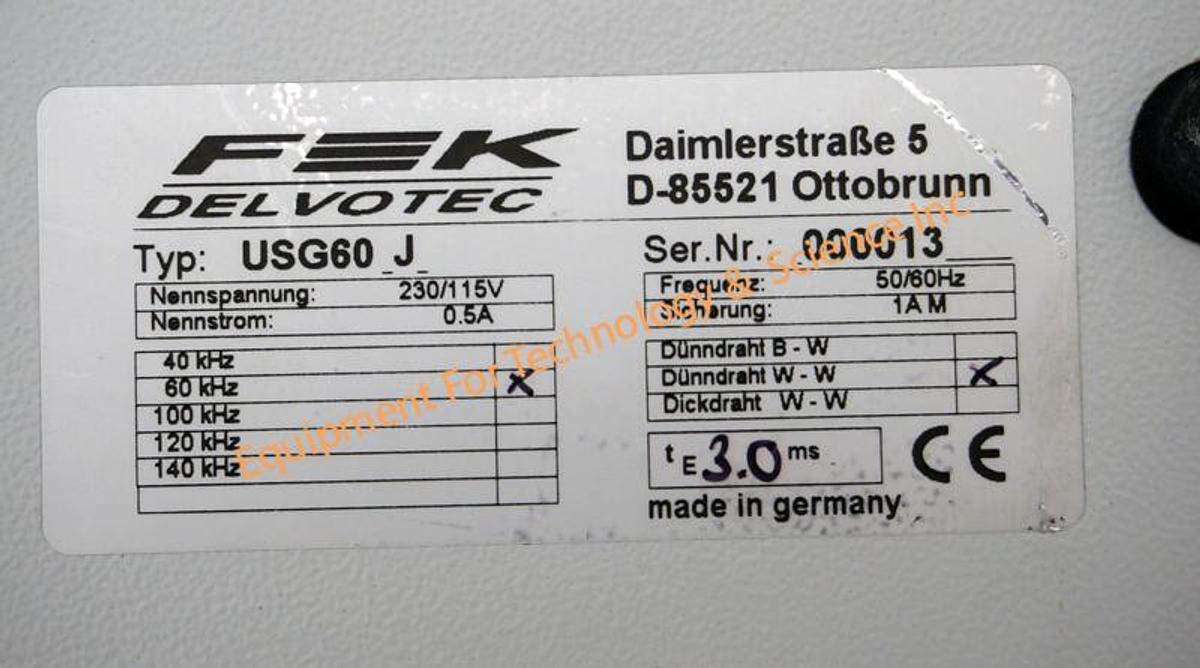 F&K
DELVOTEC
Daimlerstraße 5
D-85521 Ottobrunn
Typ: USG60_J_
Ser.Nr.: 000013
Nennspannung: 230/115V
Nennstrom: 0.5A
Frequenz: 50/60Hz
Sicherung: 1A M
40 kHz
60 kHz x
100 kHz
120 kHz
140 kHz
Dünndraht B - W
Dünndraht W - W x
Dickdraht W - W
tE 3.0 ms
CE
made in germany
Equipment For Technology & Science Inc